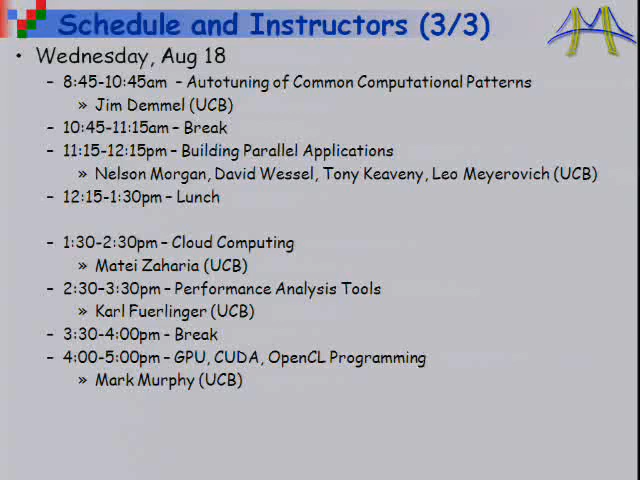 Schedule and Instructors (3/3)
• Wednesday, Aug 18
– 8:45-10:45am – Autotuning of Common Computational Patterns
» Jim Demmel (UCB)
– 10:45-11:15am – Break
– 11:15-12:15pm – Building Parallel Applications
» Nelson Morgan, David Wessel, Tony Keaveny, Leo Meyerovich (UCB)
– 12:15-1:30pm – Lunch
– 1:30-2:30pm – Cloud Computing
» Matei Zaharia (UCB)
– 2:30–3:30pm – Performance Analysis Tools
» Karl Fuerlinger (UCB)
– 3:30-4:00pm - Break
– 4:00-5:00pm – GPU, CUDA, OpenCL Programming
» Mark Murphy (UCB)